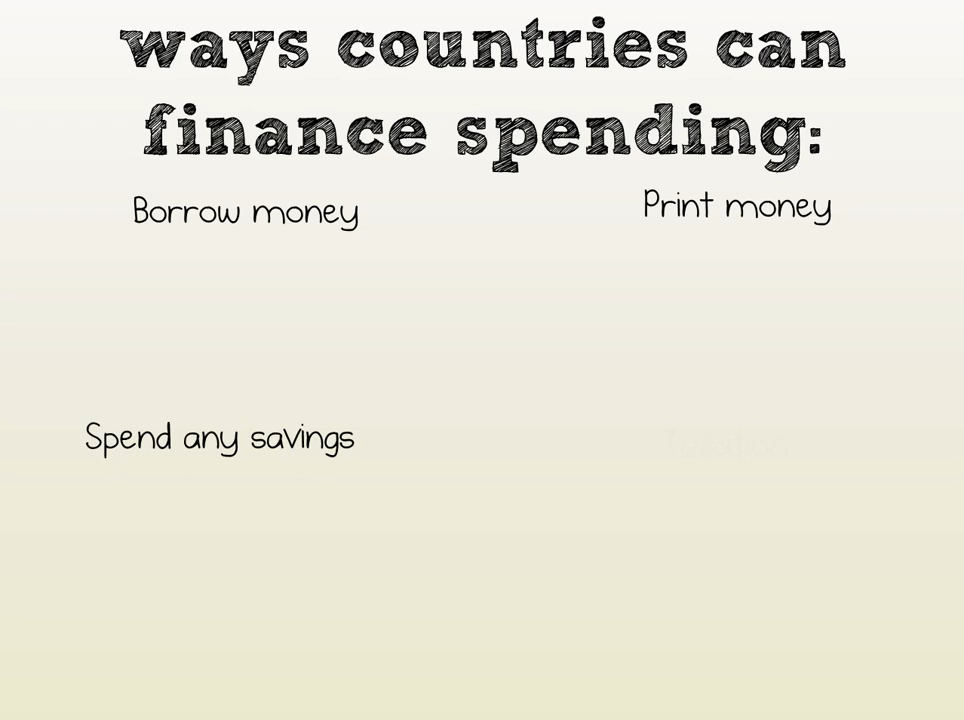 ways countries can
finance spending:
Borrow money
Print money
Spend any savings